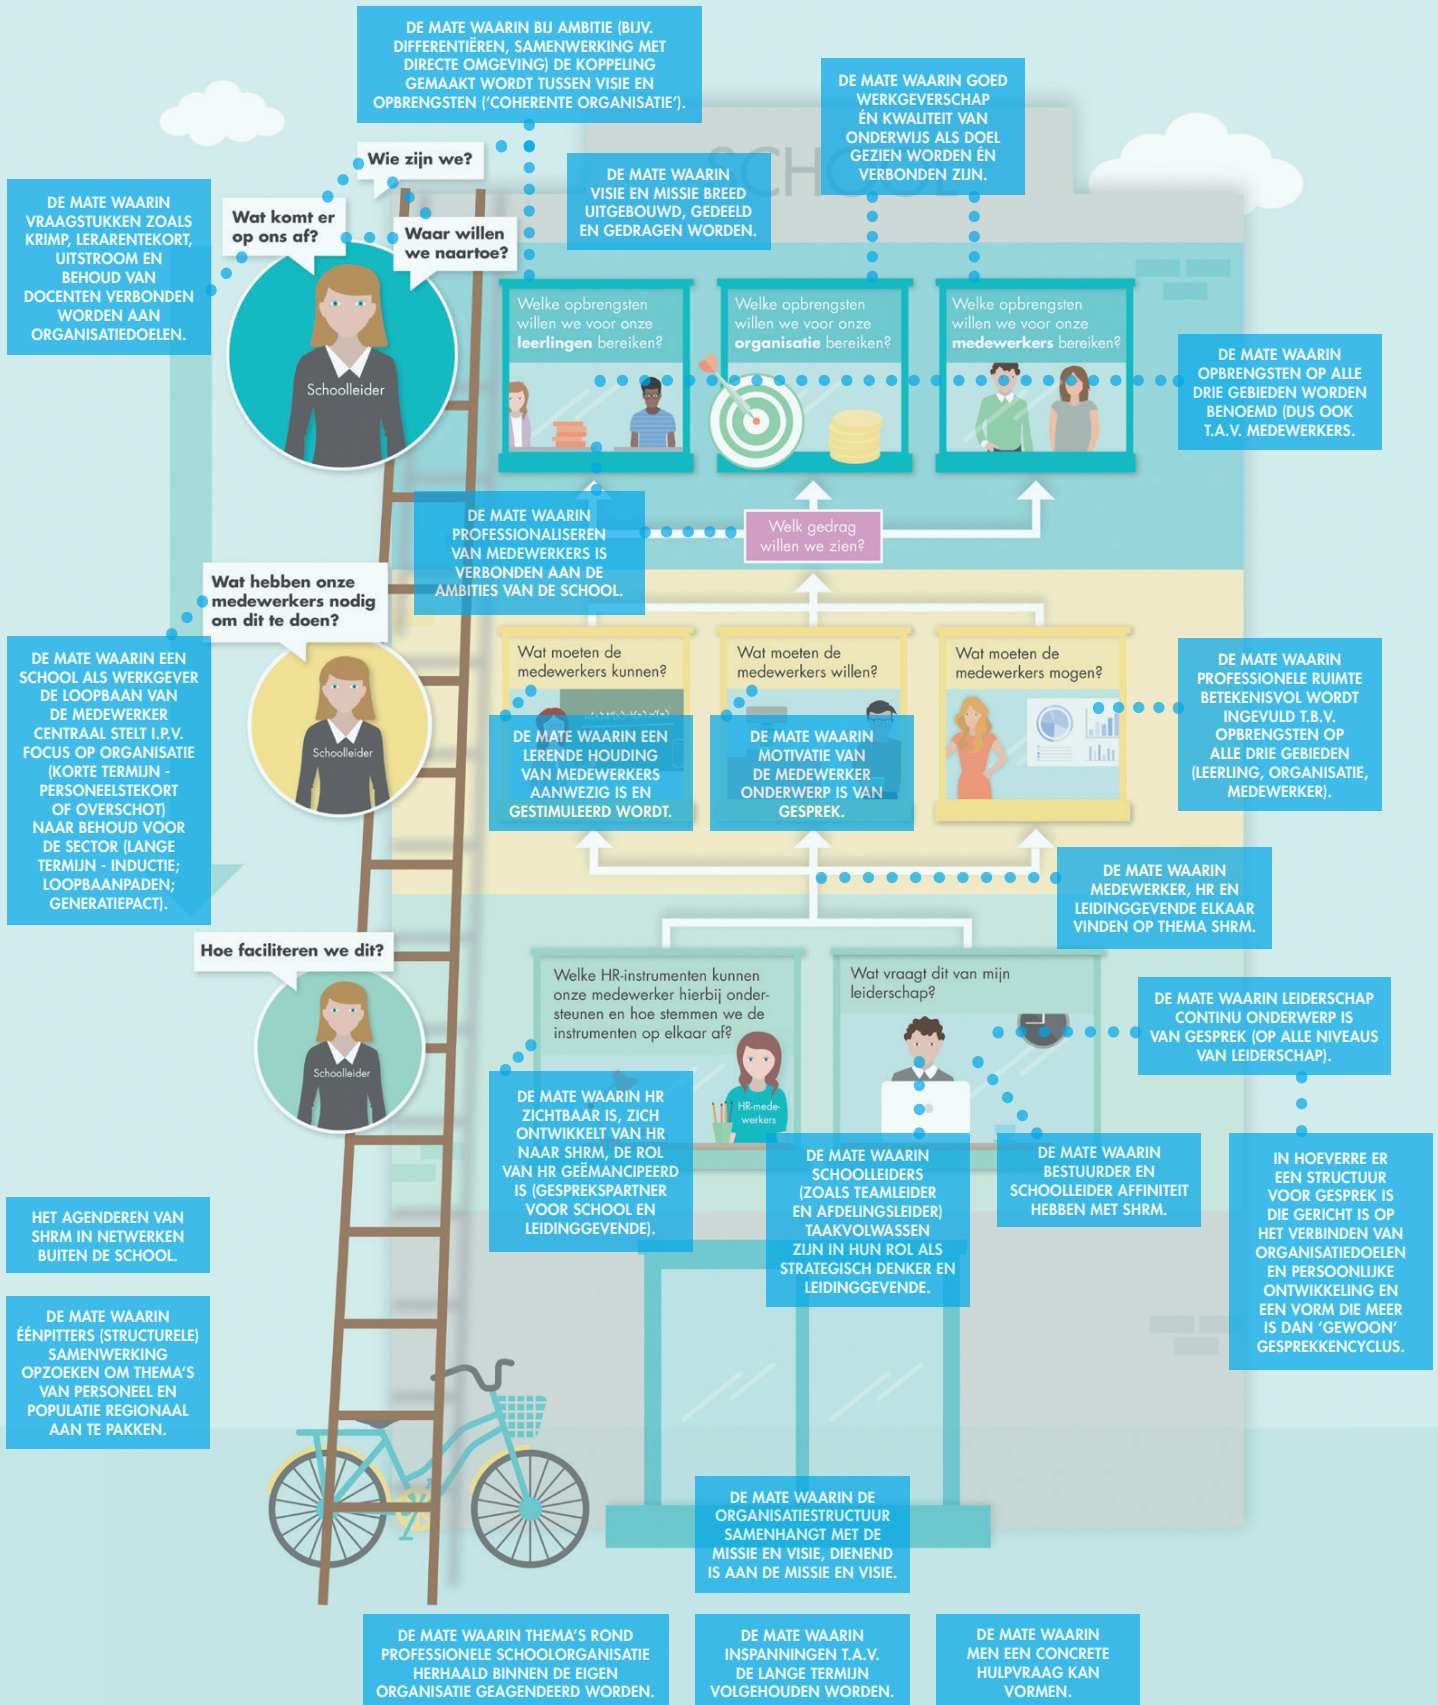 DE MATE WAARIN BIJ AMBITIE (BIJV.
DIFFERENTIËREN, SAMENWERKING MET
DIRECTE OMGEVING) DE KOPPELING
GEMAAKT WORDT TUSSEN VISIE EN
OPBRENGSTEN ('COHERENTE ORGANISATIE').
DE MATE WAARIN GOED
WERKGEVERSCHAP
ÉN KWALITEIT VAN
ONDERWIJS ALS DOEL
GEZIEN WORDEN ÉN
VERBONDEN ZIJN.
SCHOOL
Wie zijn we?
DE MATE WAARIN
VISIE EN MISSIE BREED
UITGEBOUWD, GEDEELD
EN GEDRAGEN WORDEN.
DE MATE WAARIN
VRAAGSTUKKEN ZOALS
KRIMP, LERARENTEKORT,
UITSTROOM EN
BEHOUD VAN
DOCENTEN VERBONDEN
WORDEN AAN
ORGANISATIEDOELEN.
Wat komt er
op ons af?
Waar willen
we naartoe?
Schoolleider
Welke opbrengsten
willen we voor onze
leerlingen bereiken?
Welke opbrengsten
willen we voor onze
organisatie bereiken?
Welke opbrengsten
willen we voor onze
medewerkers bereiken?
DE MATE WAARIN
OPBRENGSTEN OP ALLE
DRIE GEBIEDEN WORDEN
BENOEMD (DUS OOK
T.A.V. MEDEWERKERS.
DE MATE WAARIN
PROFESSIONALISEREN
VAN MEDEWERKERS IS
VERBONDEN AAN DE
AMBITIES VAN DE SCHOOL.
Welk gedrag
willen we zien?
Wat hebben onze
medewerkers nodig
om dit te doen?
DE MATE WAARIN EEN
SCHOOL ALS WERKGEVER
DE LOOPBAAN VAN
DE MEDEWERKER
CENTRAAL STELT I.P.V.
FOCUS OP ORGANISATIE
(KORTE TERMIJN -
PERSONEELSTEKORT
OF OVERSCHOT)
NAAR BEHOUD VOOR
DE SECTOR (LANGE
TERMIJN - INDUCTIE;
LOOPBAANPADEN;
GENERATIEPACT).
Schoolleider
Wat moeten de
medewerkers kunnen?
Wat moeten de
medewerkers willen?
Wat moeten de
medewerkers mogen?
DE MATE WAARIN EEN
LERENDE HOUDING
VAN MEDEWERKERS
AANWEZIG IS EN
GESTIMULEERD WORDT.
DE MATE WAARIN
MOTIVATIE VAN
DE MEDEWERKER
ONDERWERP IS VAN
GESPREK.
DE MATE WAARIN
PROFESSIONELE RUIMTE
BETEKENISVOL WORDT
INGEVULD T.B.V.
OPBRENGSTEN OP
ALLE DRIE GEBIEDEN
(LEERLING, ORGANISATIE,
MEDEWERKER).
DE MATE WAARIN
MEDEWERKER, HR EN
LEIDINGGEVENDE ELKAAR
VINDEN OP THEMA SHRM.
Hoe faciliteren we dit?
Schoolleider
Welke HR-instrumenten kunnen
onze medewerker hierbij onder-
steunen en hoe stemmen we de
instrumenten op elkaar af?
Wat vraagt dit van mijn
leiderschap?
HR-mede-
werkers
DE MATE WAARIN LEIDERSCHAP
CONTINU ONDERWERP IS
VAN GESPREK (OP ALLE NIVEAUS
VAN LEIDERSCHAP).
DE MATE WAARIN HR
ZICHTBAAR IS, ZICH
ONTWIKKELT VAN HR
NAAR SHRM, DE ROL
VAN HR GEËMANCIPEERD
IS (GESPREKSPARTNER
VOOR SCHOOL EN
LEIDINGGEVENDE).
DE MATE WAARIN
SCHOOLLEIDERS
(ZOALS TEAMLEIDER
EN AFDELINGSLEIDER)
TAAKVOLWASSEN
ZIJN IN HUN ROL ALS
STRATEGISCH DENKER EN
LEIDINGGEVENDE.
DE MATE WAARIN
BESTUURDER EN
SCHOOLLEIDER AFFINITEIT
HEBBEN MET SHRM.
IN HOEVERRE ER
EEN STRUCTUUR
VOOR GESPREK IS
DIE GERICHT IS OP
HET VERBINDEN VAN
ORGANISATIEDOELEN
EN PERSOONLIJKE
ONTWIKKELING EN
EEN VORM DIE MEER
IS DAN 'GEWOON'
GESPREKKENCYCLUS.
HET AGENDEREN VAN
SHRM IN NETWERKEN
BUITEN DE SCHOOL.
DE MATE WAARIN
ÉÉNPITTERS (STRUCTURELE)
SAMENWERKING
OPZOEKEN OM THEMA'S
VAN PERSONEEL EN
POPULATIE REGIONAAL
AAN TE PAKKEN.
DE MATE WAARIN DE
ORGANISATIESTRUCTUUR
SAMENHANGT MET DE
MISSIE EN VISIE, DIENEND
IS AAN DE MISSIE EN VISIE.
DE MATE WAARIN THEMA'S ROND
PROFESSIONELE SCHOOLORGANISATIE
HERHAALD BINNEN DE EIGEN
ORGANISATIE GEAGENDEERD WORDEN.
DE MATE WAARIN
INSPANNINGEN T.A.V.
DE LANGE TERMIJN
VOLGEHOUDEN WORDEN.
DE MATE WAARIN
MEN EEN CONCRETE
HULPVRAAG KAN
VORMEN.